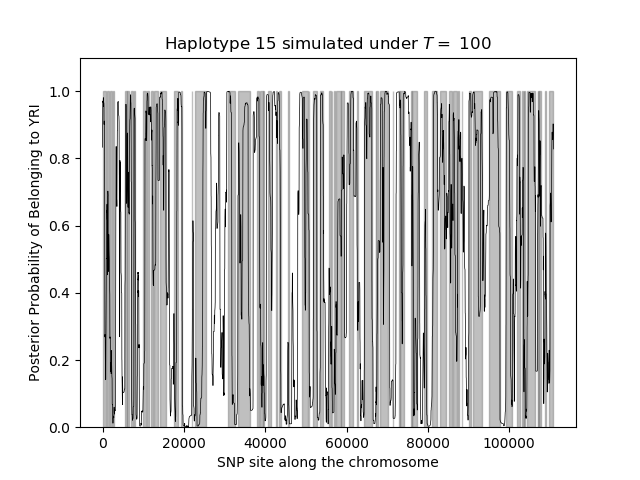 Haplotype 15 simulated under T = 100
Posterior Probability of Belonging to YRI
1.0
0.8
0.6
0.4
0.2
0.0
0 20000 40000 60000 80000 100000
SNP site along the chromosome